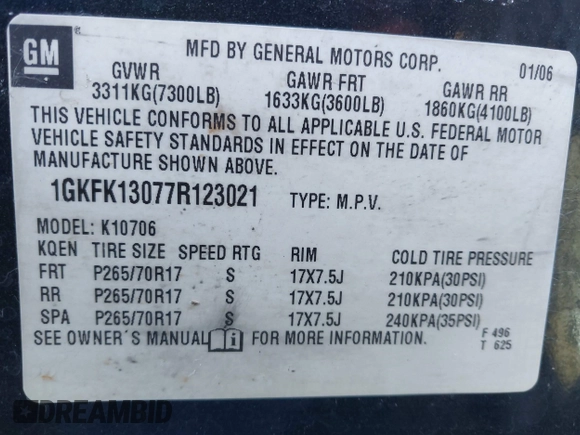 GM
®
MFD BY GENERAL MOTORS CORP. 01/06
GVWR GAWR FRT GAWR RR
3311KG(7300LB) 1633KG(3600LB) 1860KG(4100LB)
THIS VEHICLE CONFORMS TO ALL APPLICABLE U.S. FEDERAL MOTOR
VEHICLE SAFETY STANDARDS IN EFFECT ON THE DATE OF
MANUFACTURE SHOWN ABOVE.
1GKFK13077R123021 TYPE: M.P.V.
MODEL: K10706
KQEN TIRE SIZE SPEED RTG RIM COLD TIRE PRESSURE
FRT P265/70R17 S 17X7.5J 210KPA(30PSI)
RR P265/70R17 S 17X7.5J 210KPA(30PSI)
SPA P265/70R17 S 17X7.5J 240KPA(35PSI)
SEE OWNER'S MANUAL i FOR MORE INFORMATION.
F 496
T 625
DREAMBID